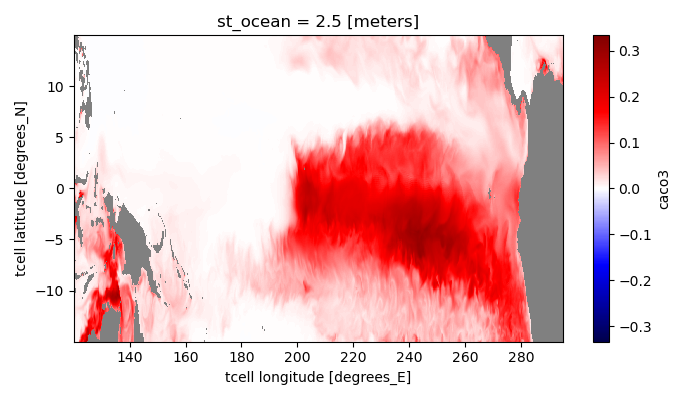 st_ocean = 2.5 [meters]
10
5
0
−5
−10
tcell latitude [degrees_N]
140 160 180 200 220 240 260 280
tcell longitude [degrees_E]
0.3
0.2
0.1
0.0
−0.1
−0.2
−0.3
caco3